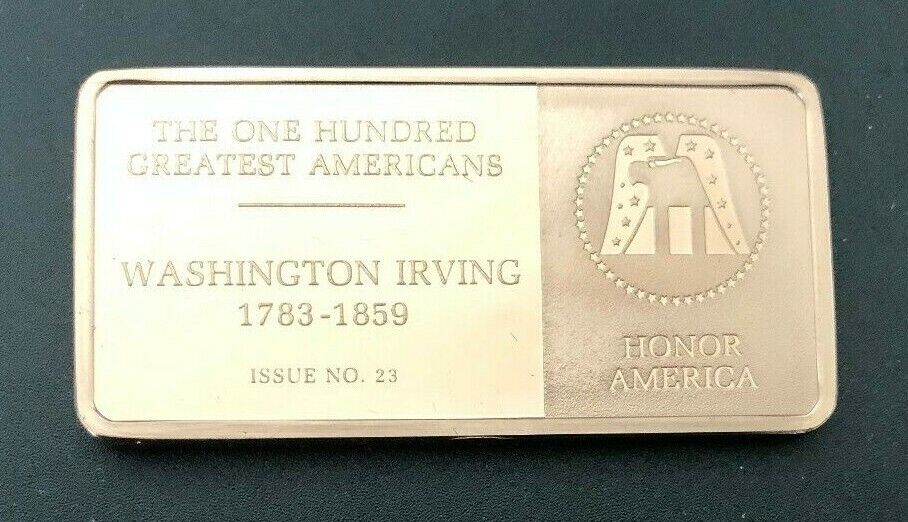 THE ONE HUNDRED
GREATEST AMERICANS
WASHINGTON IRVING
1783-1859
ISSUE NO. 23
HONOR
AMERICA